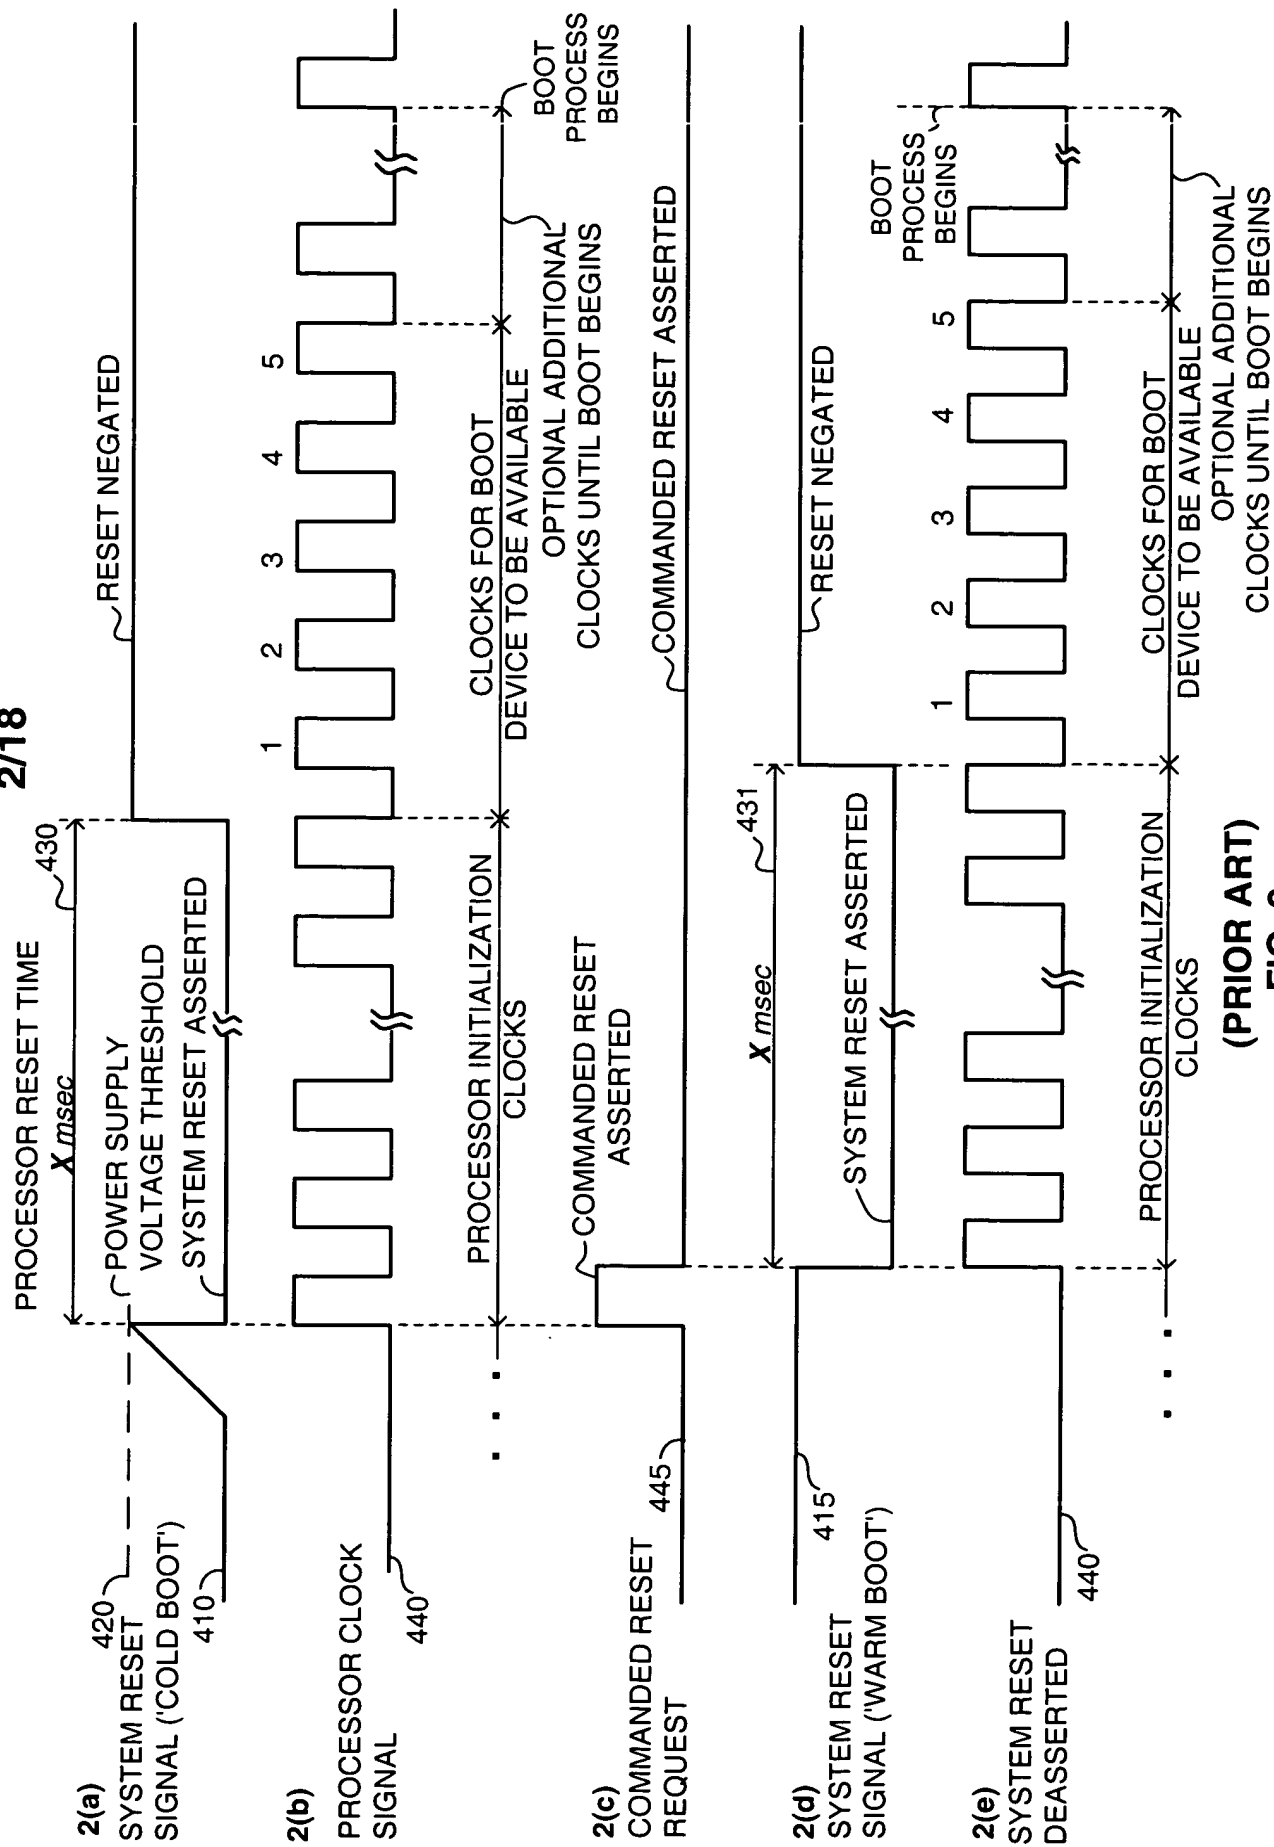 2/18
PROCESSOR RESET TIME
X msec
430
POWER SUPPLY
VOLTAGE THRESHOLD
SYSTEM RESET ASSERTED
RESET NEGATED
2(a)
420
SYSTEM RESET
SIGNAL ('COLD BOOT')
410
2(b)
PROCESSOR CLOCK
SIGNAL
440
1
2
3
4
5
PROCESSOR INITIALIZATION
CLOCKS
CLOCKS FOR BOOT
DEVICE TO BE AVAILABLE
OPTIONAL ADDITIONAL
CLOCKS UNTIL BOOT BEGINS
BOOT
PROCESS
BEGINS
2(c)
COMMANDED RESET
REQUEST
445
COMMANDED RESET
ASSERTED
COMMANDED RESET ASSERTED
2(d)
SYSTEM RESET
SIGNAL ('WARM BOOT')
415
X msec
431
SYSTEM RESET ASSERTED
RESET NEGATED
BOOT
PROCESS
BEGINS
2(e)
SYSTEM RESET
DEASSERTED
440
1
2
3
4
5
PROCESSOR INITIALIZATION
CLOCKS
CLOCKS FOR BOOT
DEVICE TO BE AVAILABLE
OPTIONAL ADDITIONAL
CLOCKS UNTIL BOOT BEGINS
(PRIOR ART)